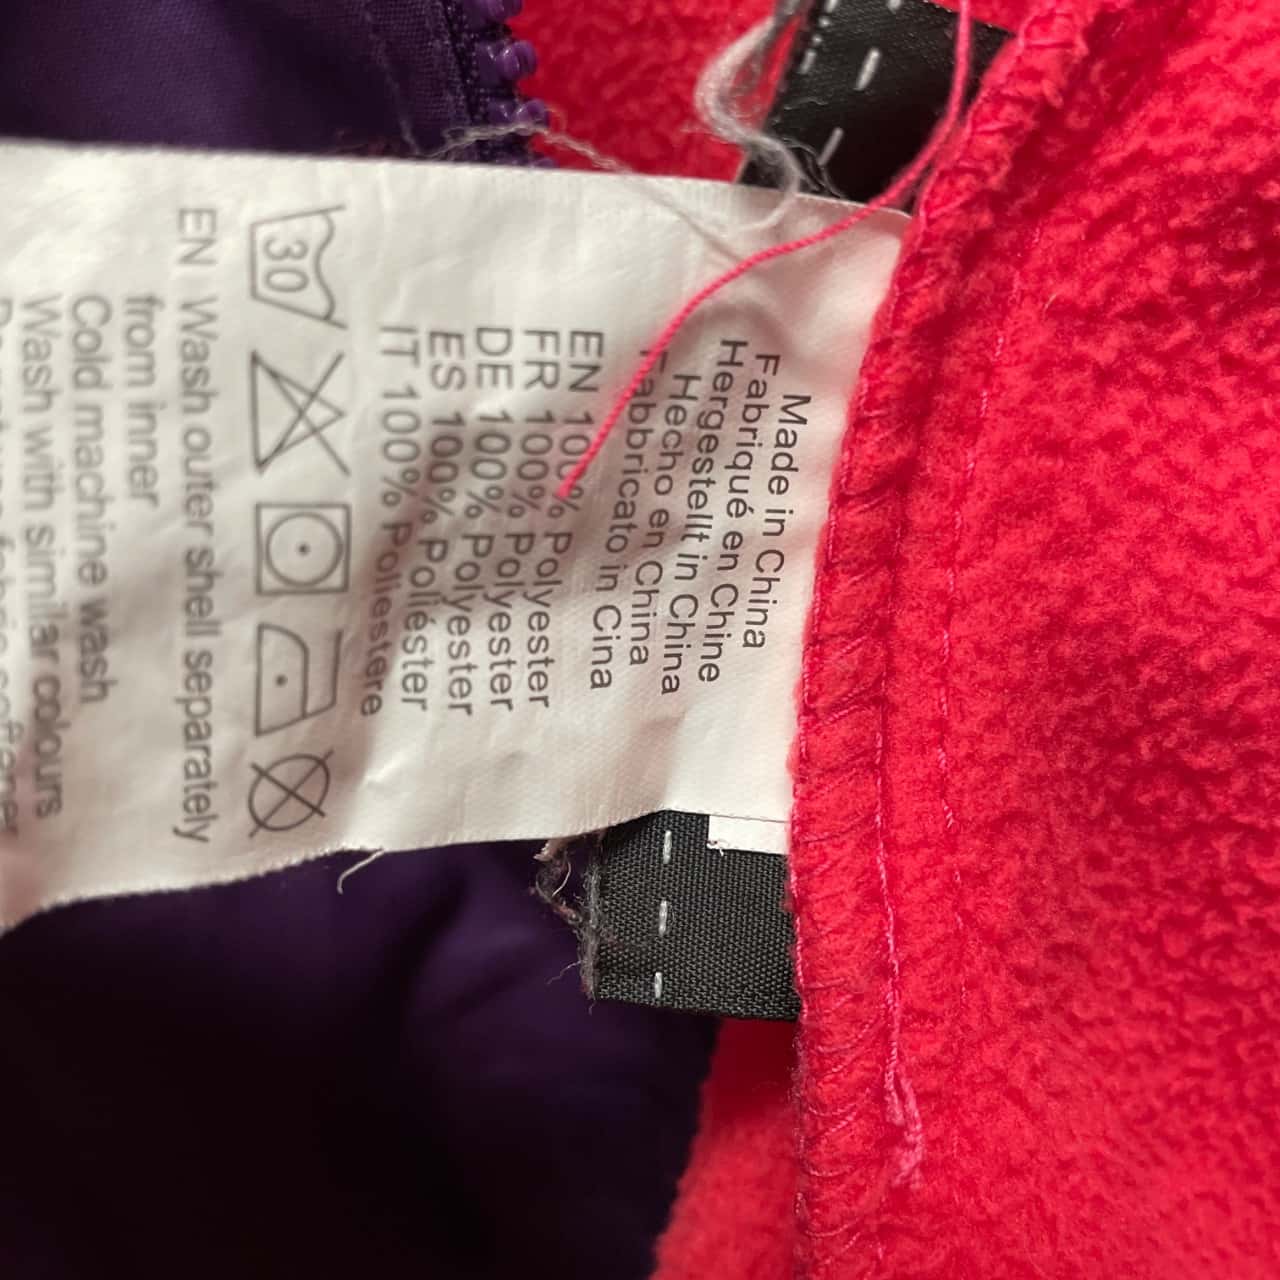 Made in China
Fabriqué en Chine
Hergestellt in China
Hecho en China
Fabbricato in Cina
EN 100% Polyester
FR 100% Polyester
DE 100% Polyester
ES 100% Poliéster
IT 100% Poliestere
30
EN Wash outer shell separately
from inner
Cold machine wash
Wash with similar colours